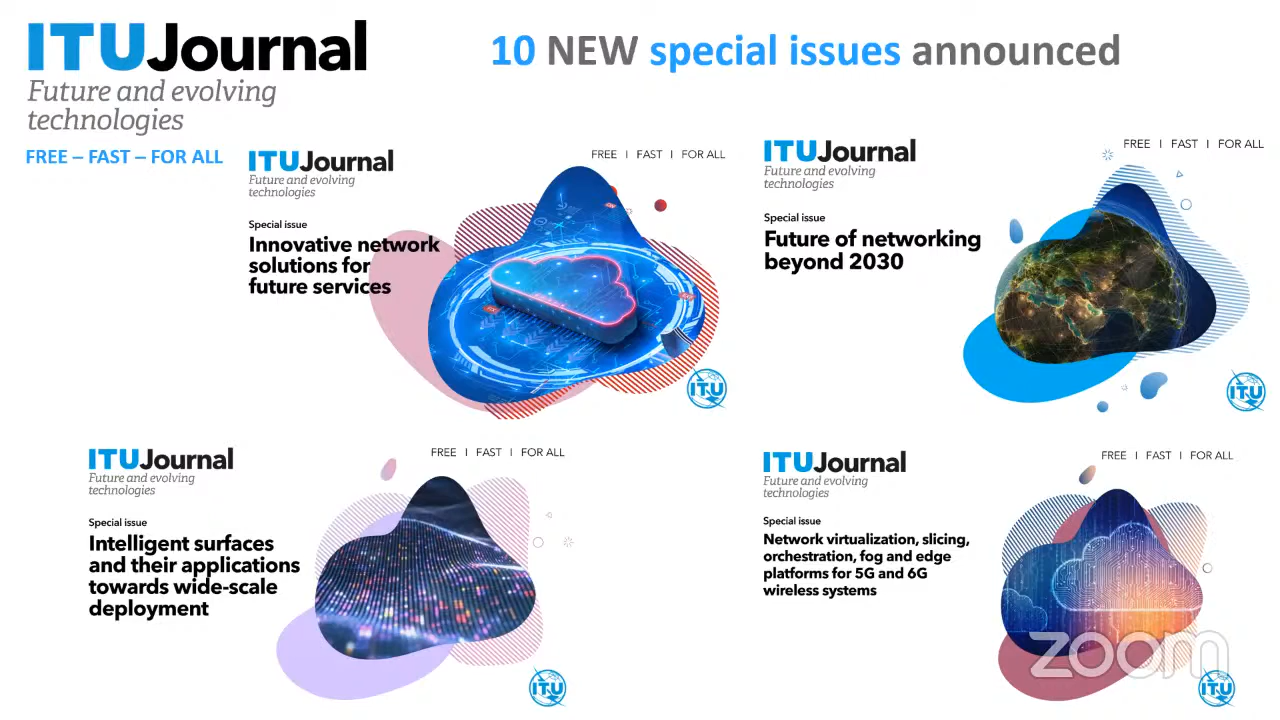 ITUJournal
Future and evolving
technologies
FREE – FAST – FOR ALL
10 NEW special issues announced
ITUJournal
Future and evolving
technologies
FREE I FAST I FOR ALL
Special issue
Innovative network
solutions for
future services
ITU
ITUJournal
Future and evolving
technologies
FREE I FAST I FOR ALL
Special issue
Future of networking
beyond 2030
ITU
ITUJournal
Future and evolving
technologies
FREE I FAST I FOR ALL
Special issue
Intelligent surfaces
and their applications
towards wide-scale
deployment
ITU
ITUJournal
Future and evolving
technologies
FREE I FAST I FOR ALL
Special issue
Network virtualization, slicing,
orchestration, fog and edge
platforms for 5G and 6G
wireless systems
zoom
ITU